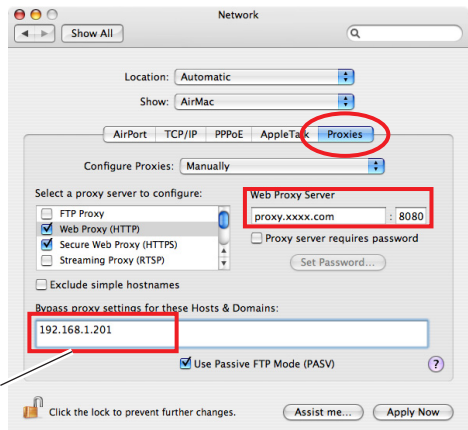 Network
Show All
Location: Automatic
Show: AirMac
AirPort TCP/IP PPPoE AppleTalk Proxies
Configure Proxies: Manually
Select a proxy server to configure: Web Proxy Server
FTP Proxy proxy.xxxx.com : 8080
Web Proxy (HTTP)
Secure Web Proxy (HTTPS) Proxy server requires password
Streaming Proxy (RTSP) Set Password...
Exclude simple hostnames
Bypass proxy settings for these Hosts & Domains:
192.168.1.201
Use Passive FTP Mode (PASV) ?
Click the lock to prevent further changes. Assist me... Apply Now